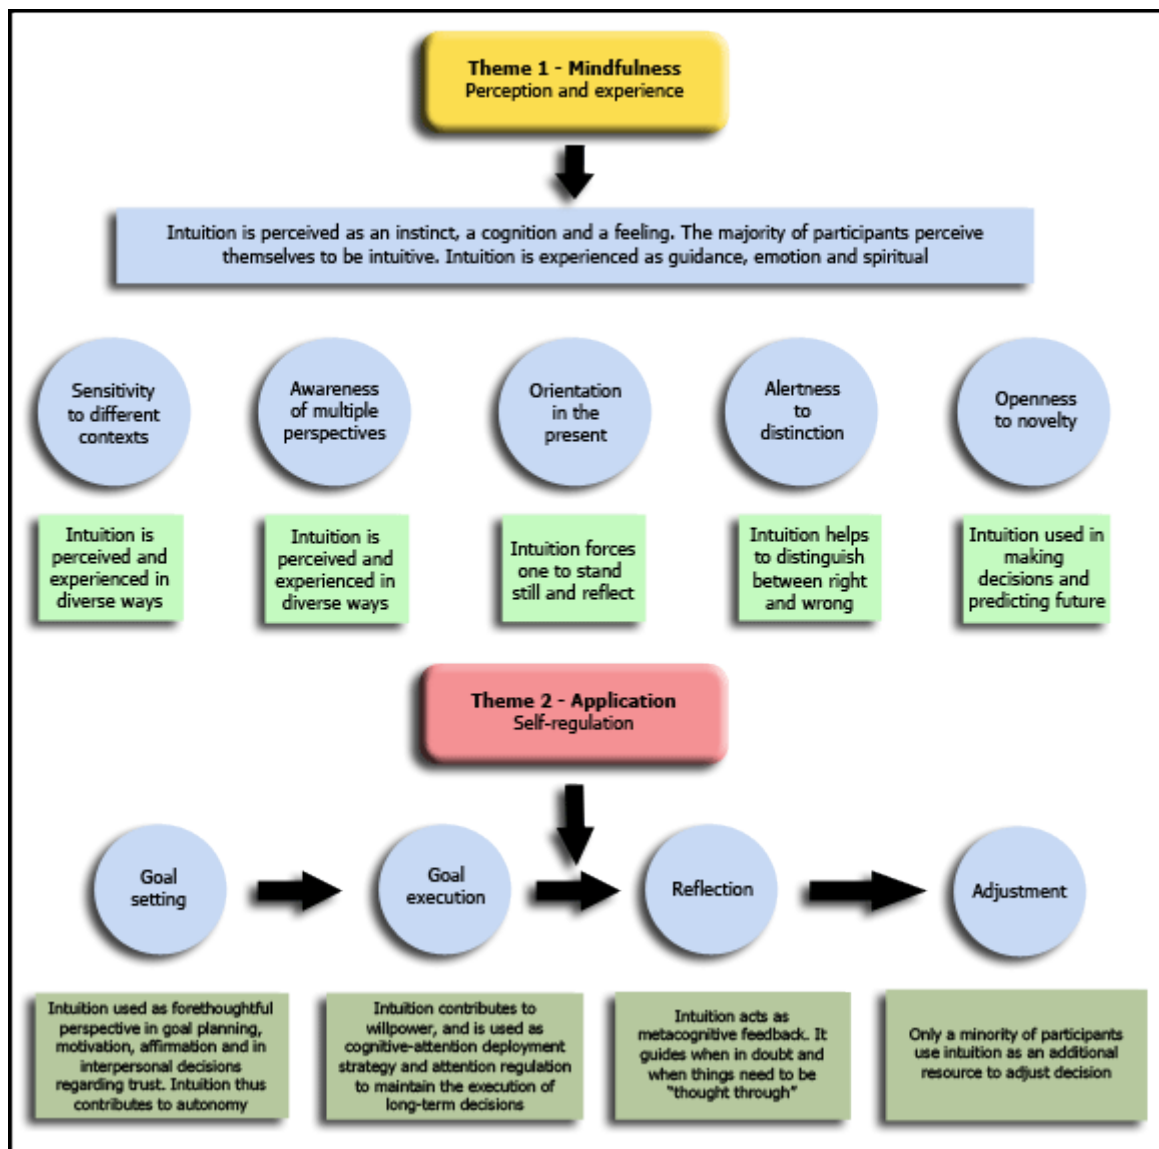 Theme 1 - Mindfulness
Perception and experience
Intuition is perceived as an instinct, a cognition and a feeling. The majority of participants perceive
themselves to be intuitive. Intuition is experienced as guidance, emotion and spiritual
Sensitivity
to different
contexts
Awareness
of multiple
perspectives
Orientation
in the
present
Alertness
to
distinction
Openness
to novelty
Intuition is
perceived and
experienced in
diverse ways
Intuition is
perceived and
experienced in
diverse ways
Intuition forces
one to stand
still and reflect
Intuition helps
to distinguish
between right
and wrong
Intuition used in
making
decisions and
predicting future
Theme 2 - Application
Self-regulation
Goal
setting
Goal
execution
Reflection
Adjustment
Intuition used as forethoughtful
perspective in goal planning,
motivation, affirmation and in
interpersonal decisions
regarding trust. Intuition thus
contributes to autonomy
Intuition contributes to
willpower, and is used as
cognitive-attention deployment
strategy and attention regulation
to maintain the execution of
long-term decisions
Intuition acts as
metacognitive feedback. It
guides when in doubt and
when things need to be
“thought through”
Only a minority of participants
use intuition as an additional
resource to adjust decision